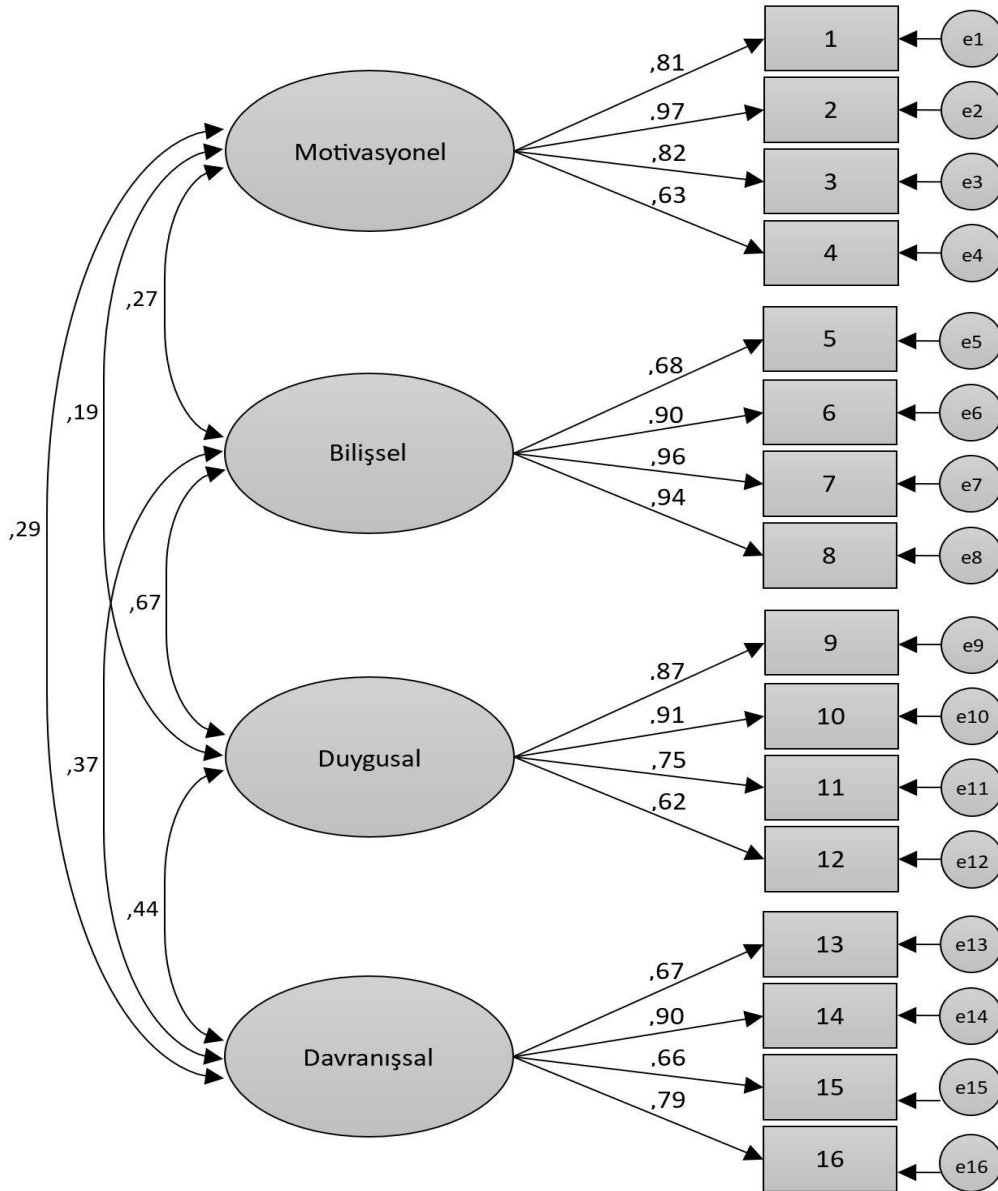 1
e1
,81
2
e2
,97
Motivasyonel
,82
3
e3
,63
4
e4
,27
5
e5
,68
6
e6
,90
,19
Bilişsel
,96
7
e7
,94
8
e8
,29
,67
9
e9
,87
10
e10
,91
Duygusal
,75
11
e11
,37
,62
12
e12
,44
13
e13
,67
14
e14
,90
Davranışsal
,66
15
e15
,79
16
e16